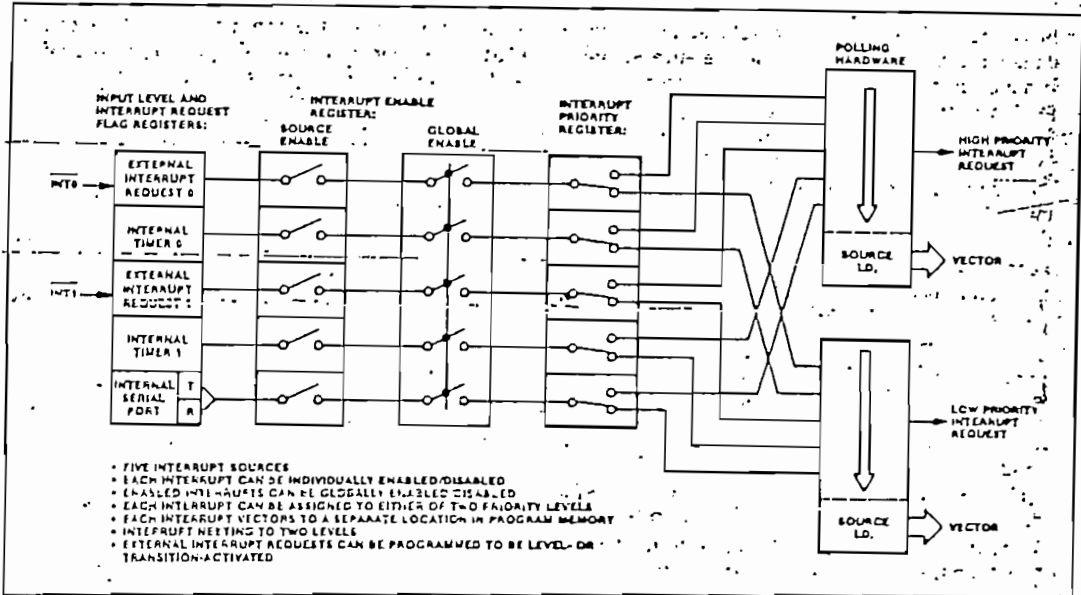 POLLING
HARDWARE
INPUT LEVEL AND
INTERRUPT REQUEST
FLAG REGISTERS:
INTERRUPT ENABLE
REGISTER:
SOURCE
ENABLE
GLOBAL
ENABLE
INTERRUPT
PRIORITY
REGISTER:
INT0
EXTERNAL
INTERRUPT
REQUEST 0
INTERNAL
TIMER 0
INT1
EXTERNAL
INTERRUPT
REQUEST 1
INTERNAL
TIMER 1
INTERNAL
SERIAL
PORT
T
R
HIGH PRIORITY
INTERRUPT
REQUEST
SOURCE
I.D.
VECTOR
LOW PRIORITY
INTERRUPT
REQUEST
SOURCE
I.D.
VECTOR
• FIVE INTERRUPT SOURCES
• EACH INTERRUPT CAN BE INDIVIDUALLY ENABLED/DISABLED
• ENABLED INTERRUPTS CAN BE GLOBALLY ENABLED/DISABLED
• EACH INTERRUPT CAN BE ASSIGNED TO EITHER OF TWO PRIORITY LEVELS
• EACH INTERRUPT VECTORS TO A SEPARATE LOCATION IN PROGRAM MEMORY
• INTERRUPT NESTING TO TWO LEVELS
• EXTERNAL INTERRUPT REQUESTS CAN BE PROGRAMMED TO BE LEVEL- OR
TRANSITION-ACTIVATED